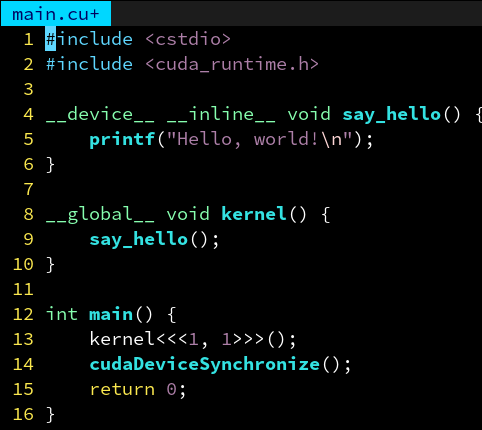 main.cu+
1 #include <cstdio>
2 #include <cuda_runtime.h>
3
4 __device__ __inline__ void say_hello() {
5     printf("Hello, world!\n");
6 }
7
8 __global__ void kernel() {
9     say_hello();
10 }
11
12 int main() {
13     kernel<<<1, 1>>>();
14     cudaDeviceSynchronize();
15     return 0;
16 }